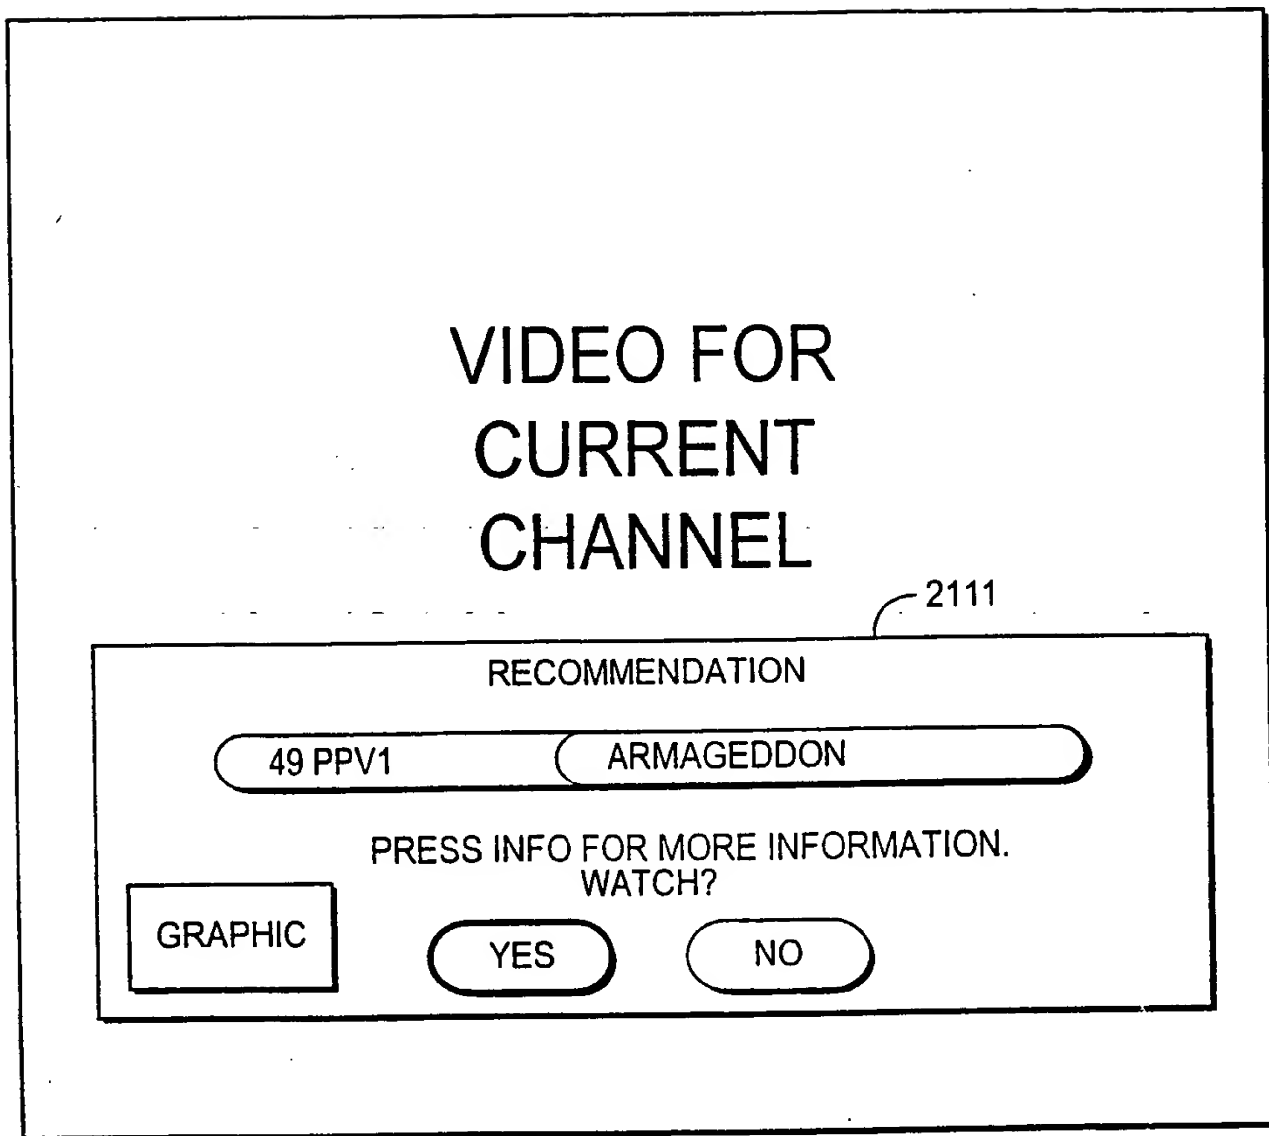 VIDEO FOR
CURRENT
CHANNEL
2111
RECOMMENDATION
49 PPV1 ARMAGEDDON
PRESS INFO FOR MORE INFORMATION.
WATCH?
GRAPHIC YES NO